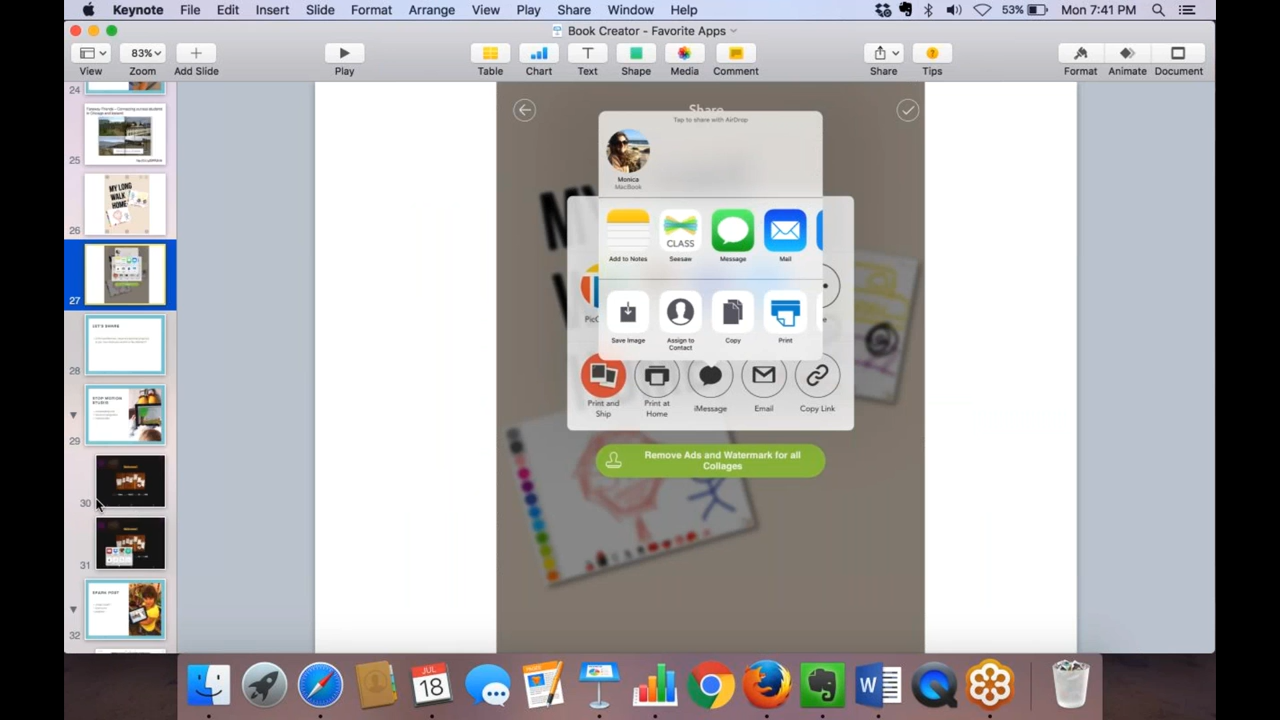 Keynote File Edit Insert Slide Format Arrange View Play Share Window Help 53% Mon 7:41 PM
Book Creator - Favorite Apps
83%
View Zoom Add Slide Play Table Chart Text Shape Media Comment Share Tips Format Animate Document
24
25
MY LONG
WALK
HOME
26
27
LET'S SHARE
28
STOP MOTION
STUDIO
29
30
31
SPARK POST
32
Share
Tap to share with AirDrop
Monica
MacBook
CLASS
Add to Notes Seesaw Message Mail
Save Image Assign to Contact Copy Print
Print and Ship Print at Home iMessage Email Copy Link
Remove Ads and Watermark for all
Collages
JUL
18